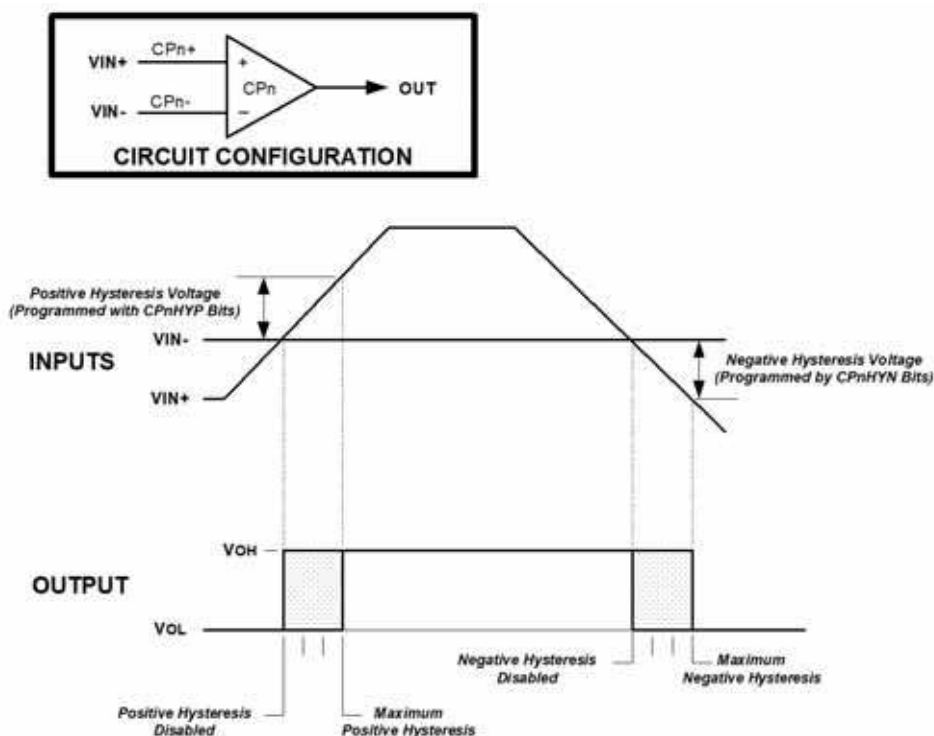 VIN+
CPn+
+
CPn
OUT
VIN-
CPn-
−
CIRCUIT CONFIGURATION
Positive Hysteresis Voltage
(Programmed with CPnHYP Bits)
VIN-
INPUTS
VIN+
Negative Hysteresis Voltage
(Programmed by CPnHYN Bits)
VOH
OUTPUT
VOL
Negative Hysteresis
Disabled
Maximum
Negative Hysteresis
Positive Hysteresis
Disabled
Maximum
Positive Hysteresis